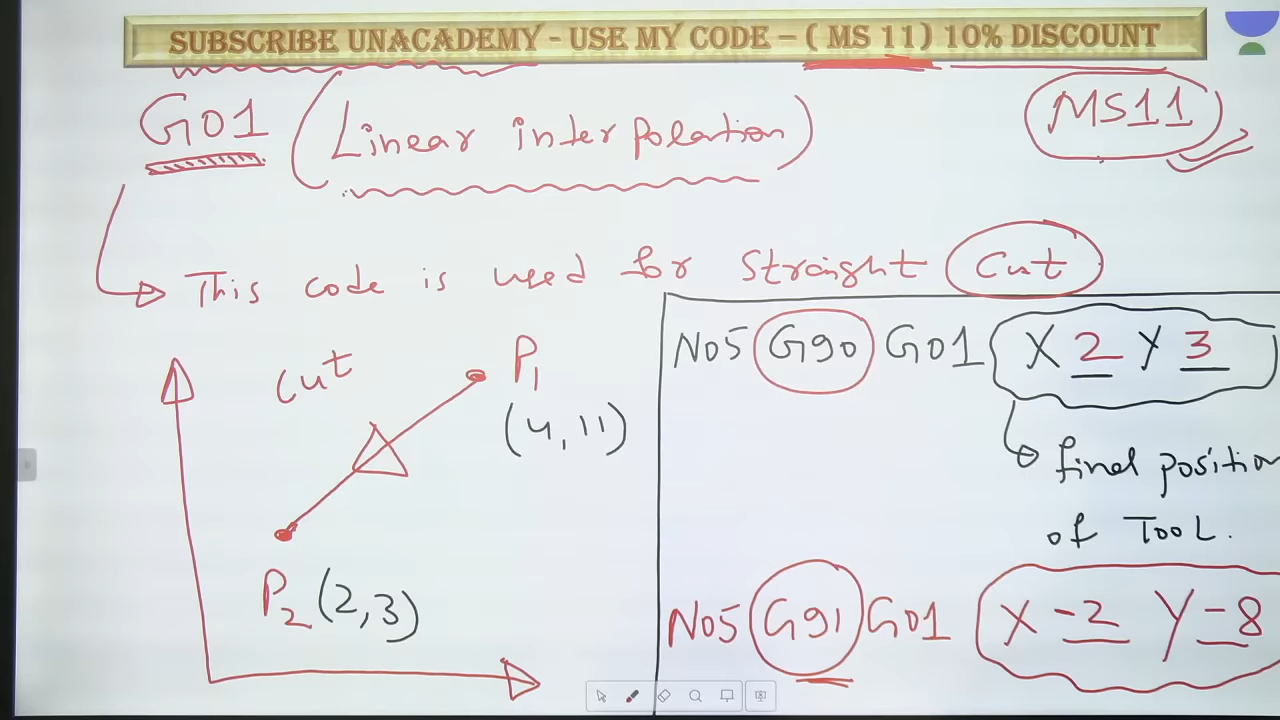 SUBSCRIBE UNACADEMY - USE MY CODE – ( MS 11) 10% DISCOUNT
G01 (Linear interpolation)
MS11
This code is used for straight cut
N05 G90 G01 X 2 Y 3
cut
P1
(4,11)
final position
of TOOL.
P2 (2,3)
N05 G91 G01 X -2 Y -8